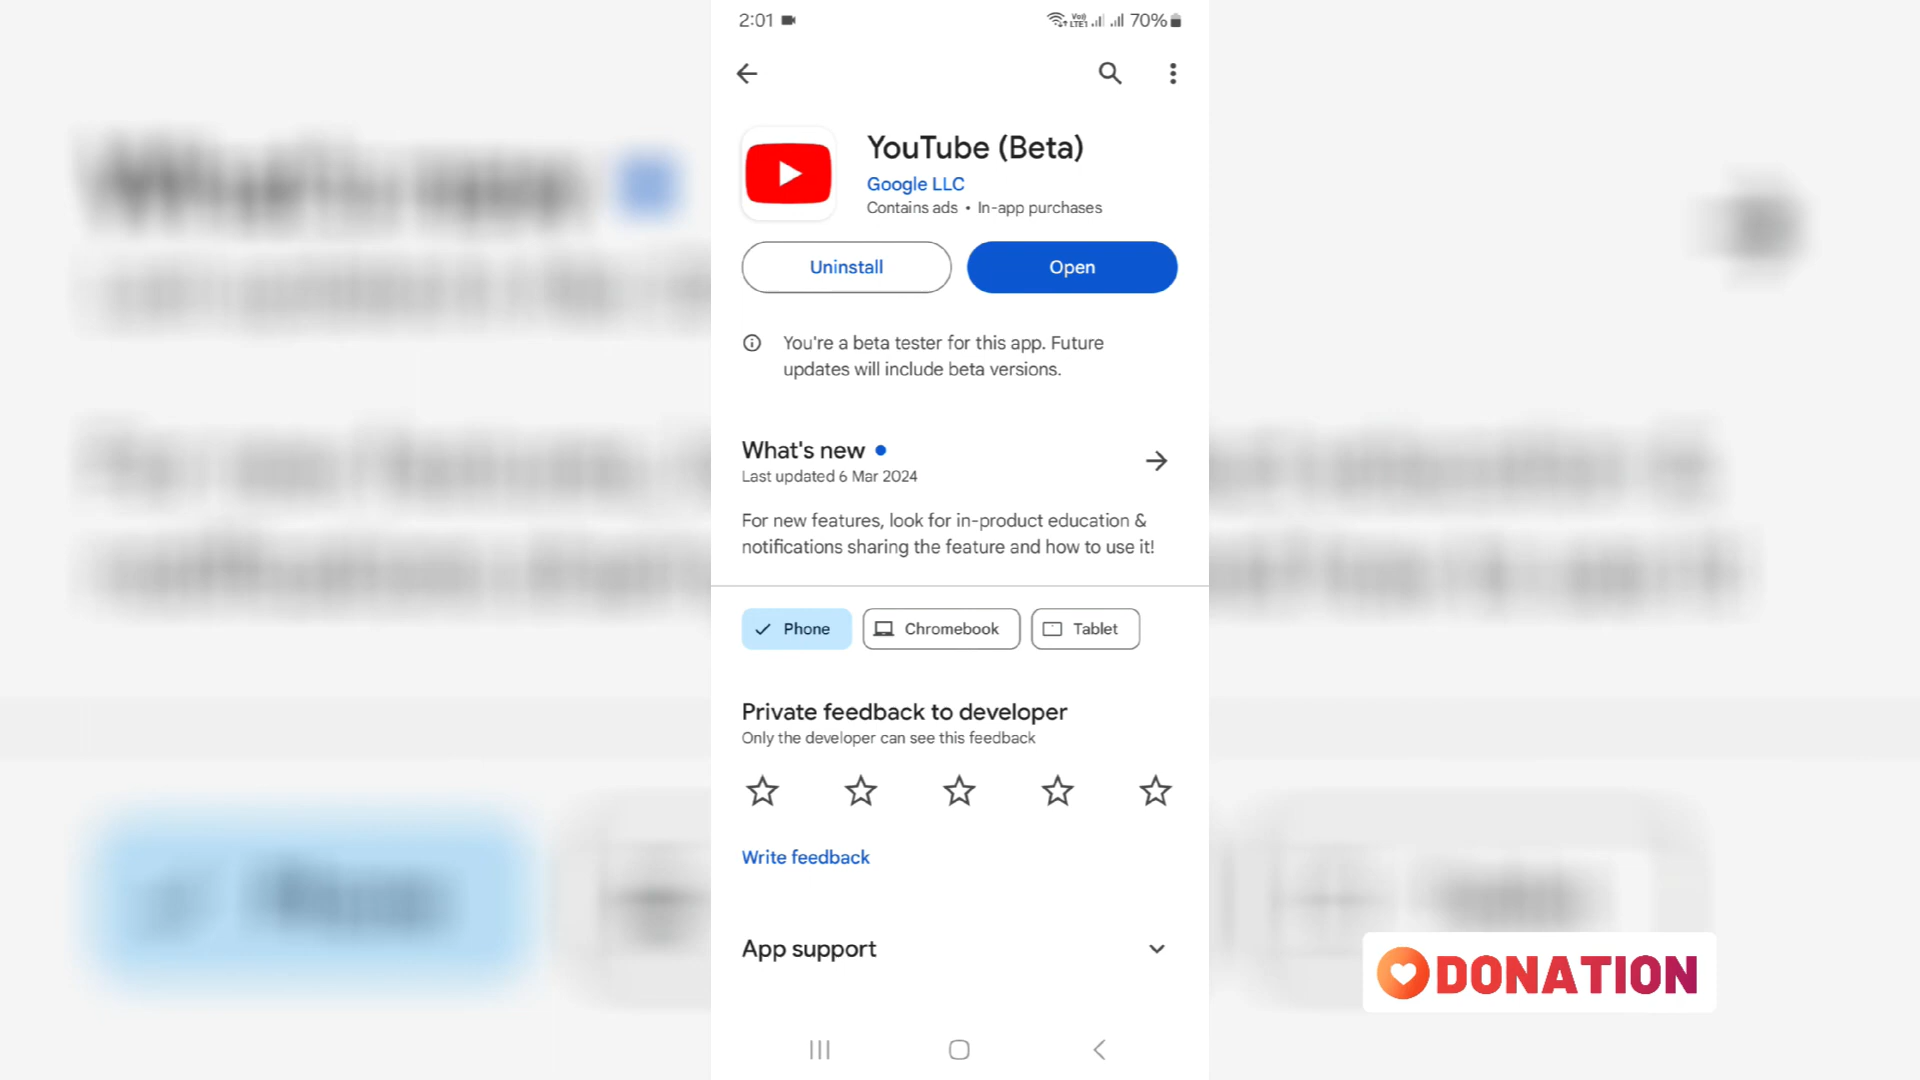 2:01
Vo)) LTE1 70%
YouTube (Beta)
Google LLC
Contains ads • In-app purchases
Uninstall
Open
You're a beta tester for this app. Future
updates will include beta versions.
What's new
Last updated 6 Mar 2024
For new features, look for in-product education &
notifications sharing the feature and how to use it!
Phone
Chromebook
Tablet
Private feedback to developer
Only the developer can see this feedback
Write feedback
App support
DONATION